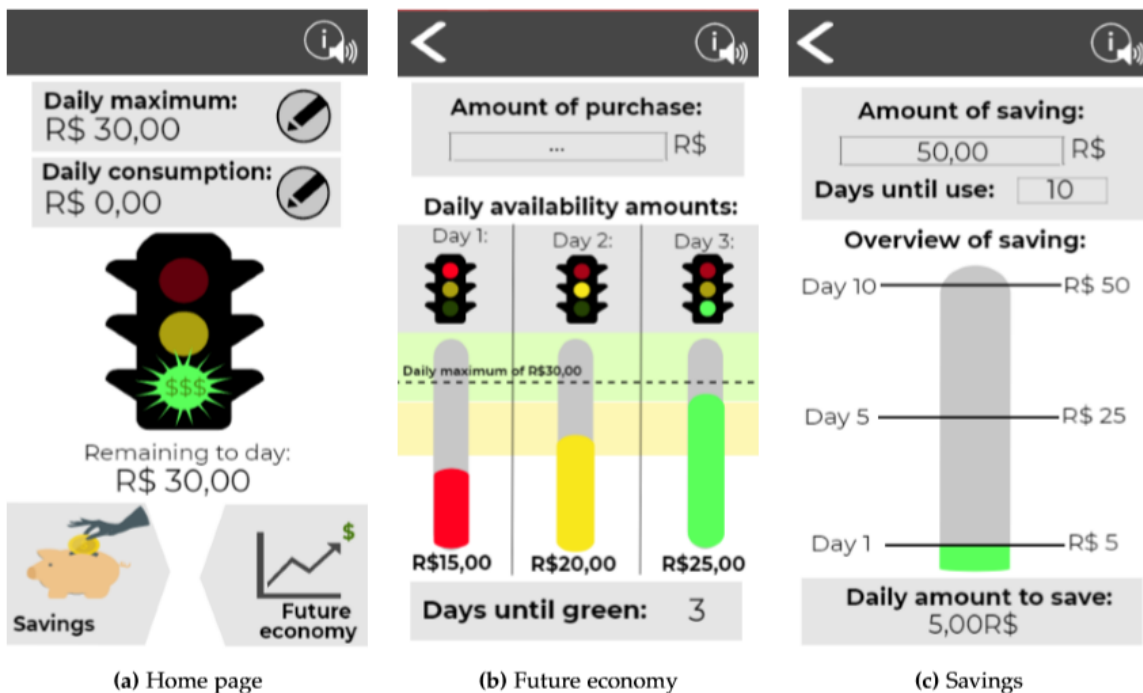 i
Daily maximum:
R$ 30,00
Daily consumption:
R$ 0,00
$$$
Remaining to day:
R$ 30,00
Savings
$
Future
economy
(a) Home page
i
Amount of purchase:
... R$
Daily availability amounts:
Day 1: Day 2: Day 3:
Daily maximum of R$30,00
R$15,00 R$20,00 R$25,00
Days until green: 3
(b) Future economy
i
Amount of saving:
50,00 R$
Days until use: 10
Overview of saving:
Day 10 R$ 50
Day 5 R$ 25
Day 1 R$ 5
Daily amount to save:
5,00R$
(c) Savings